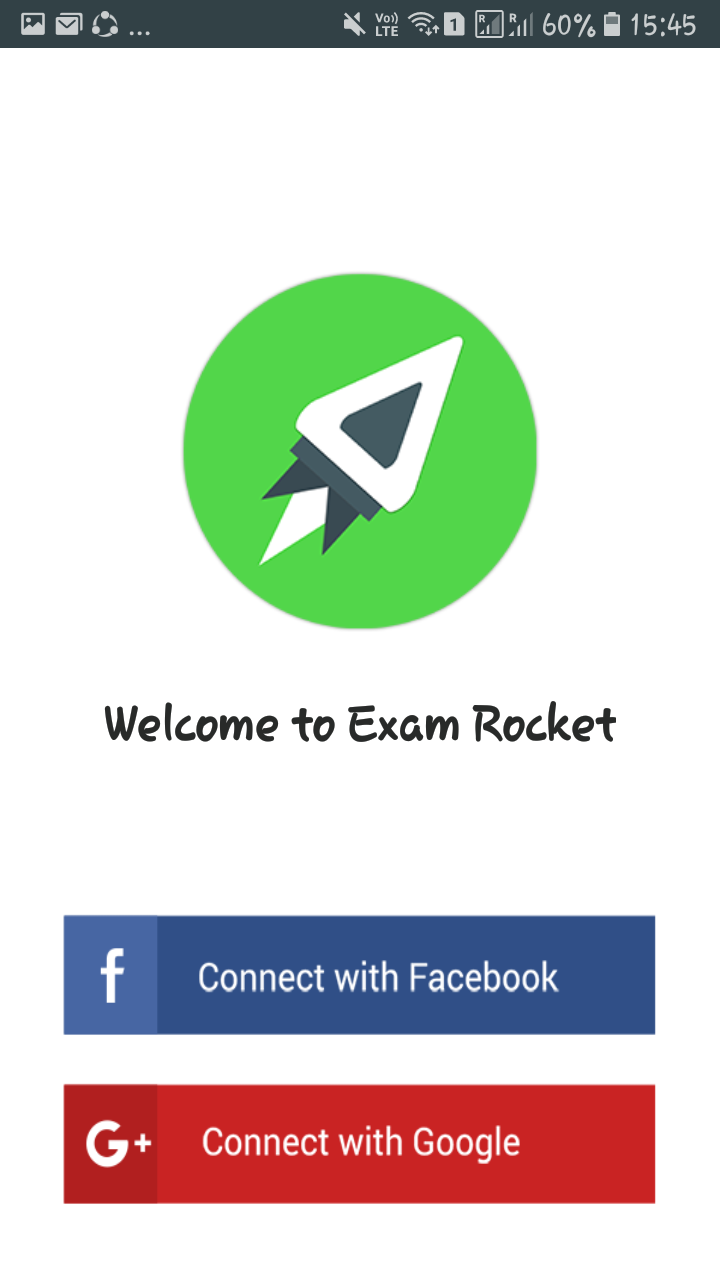 ... Vo)) LTE 1 R R 60% 15:45
Welcome to Exam Rocket
f Connect with Facebook
G+ Connect with Google